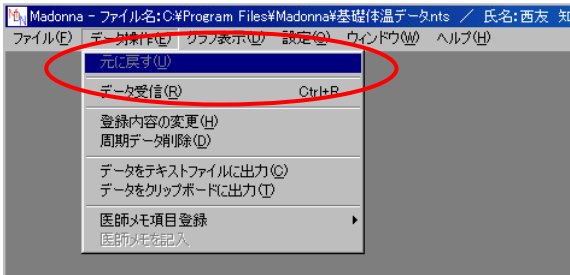 Madonna - ファイル名:C:¥Program Files¥Madonna¥基礎体温データ.nts ／ 氏名:西友 知
ファイル(F) データ操作(E) グラフ表示(U) 設定(O) ウィンドウ(W) ヘルプ(H)
元に戻す(U)
データ受信(R) Ctrl+R
登録内容の変更(H)
周期データ削除(D)
データをテキストファイルに出力(C)
データをクリップボードに出力(T)
医師メモ項目登録
医師メモを記入